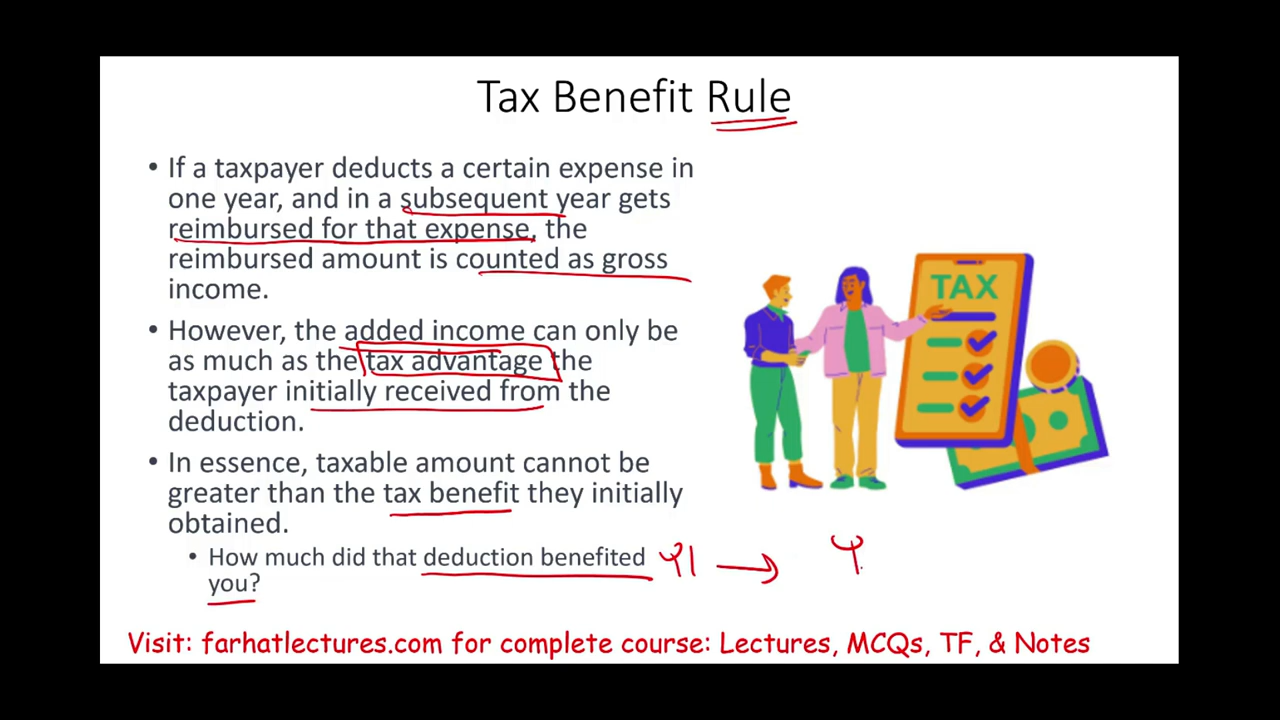 Tax Benefit Rule
• If a taxpayer deducts a certain expense in
one year, and in a subsequent year gets
reimbursed for that expense, the
reimbursed amount is counted as gross
income.
• However, the added income can only be
as much as the tax advantage the
taxpayer initially received from the
deduction.
• In essence, taxable amount cannot be
greater than the tax benefit they initially
obtained.
• How much did that deduction benefited
you?
Y1 → Y
TAX
Visit: farhatlectures.com for complete course: Lectures, MCQs, TF, & Notes